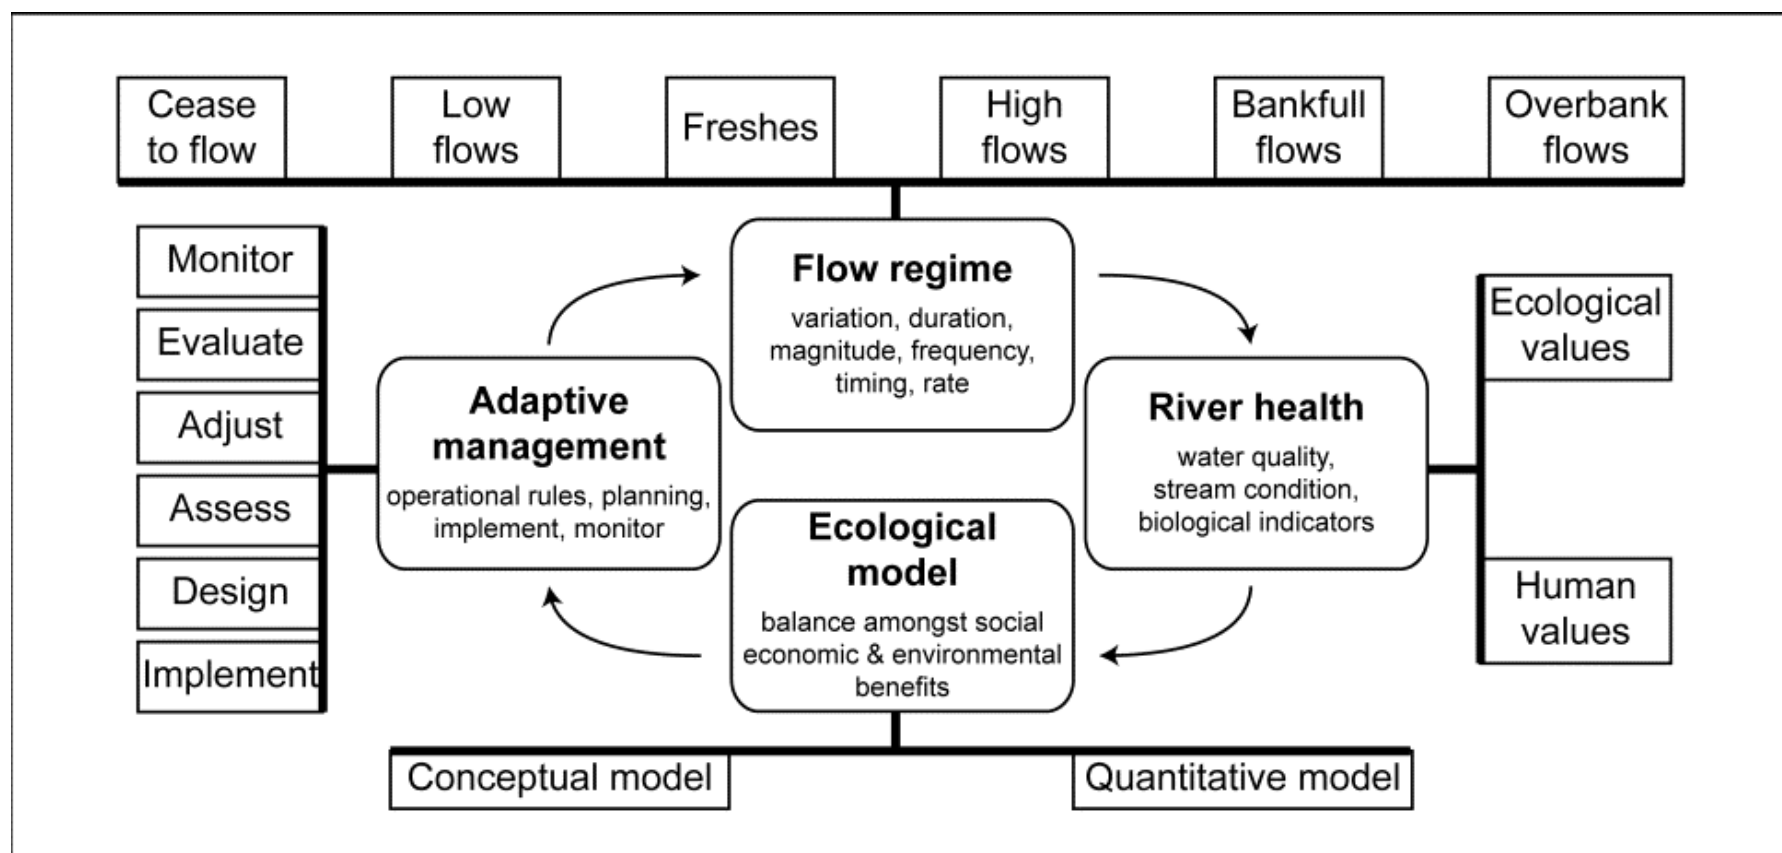 Cease
to flow
Low
flows
Freshes
High
flows
Bankfull
flows
Overbank
flows
Monitor
Evaluate
Adjust
Assess
Design
Implement
Flow regime
variation, duration,
magnitude, frequency,
timing, rate
Adaptive
management
operational rules, planning,
implement, monitor
River health
water quality,
stream condition,
biological indicators
Ecological
model
balance amongst social
economic & environmental
benefits
Ecological
values
Human
values
Conceptual model
Quantitative model